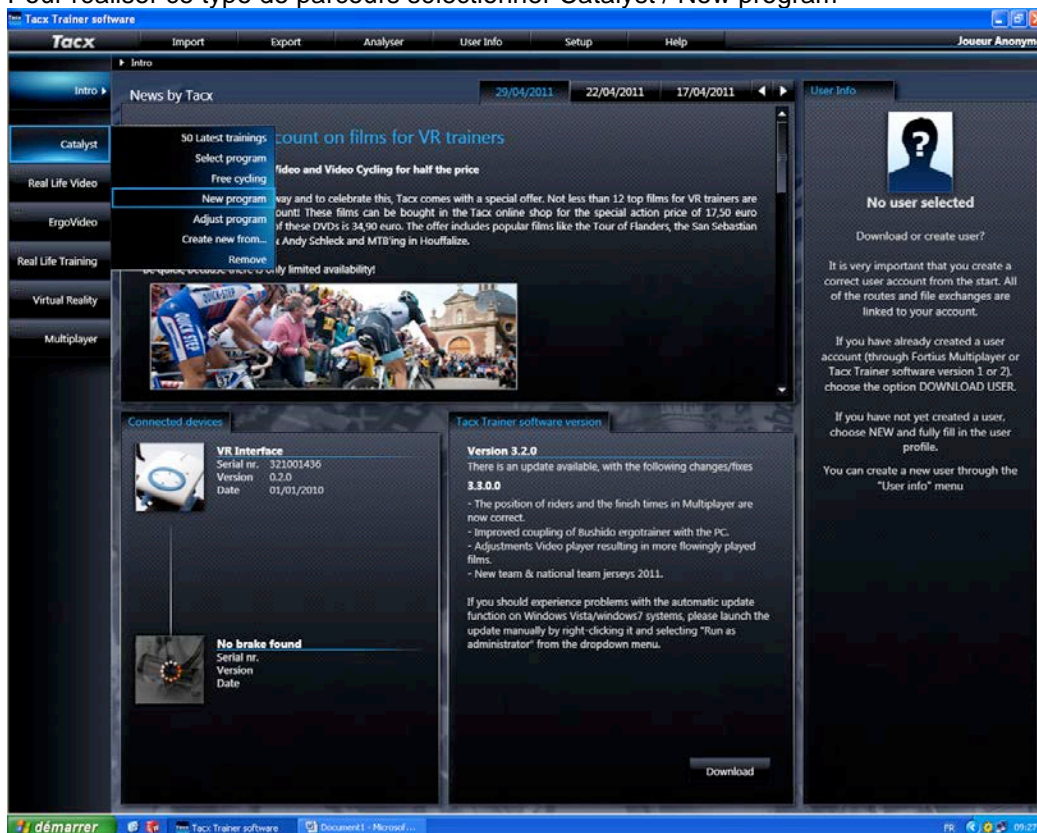 Pour réaliser ce type de parcours sélectionner Catalyst / New program
Tacx Trainer software
Tacx
Import
Export
Analyser
User Info
Setup
Help
Joueur Anonym
Intro
Intro
Catalyst
Real Life Video
ErgoVideo
Real Life Training
Virtual Reality
Multiplayer
50 Latest trainings
Select program
Free cycling
New program
Adjust program
Create new from...
Remove
News by Tacx
29/04/2011
22/04/2011
17/04/2011
count on films for VR trainers
Video and Video Cycling for half the price
way and to celebrate this, Tacx comes with a special offer. Not less than 12 top films for VR trainers are
ount! These films can be bought in the Tacx online shop for the special action price of 17,50 euro
of these DVDs is 34,90 euro. The offer includes popular films like the Tour of Flanders, the San Sebastian
Andy Schleck and MTB'ing in Houffalize.
Be quick, because there is only limited availability!
QUICK-STEP
QUICK STEP
User Info
No user selected
Download or create user?
It is very important that you create a
correct user account from the start. All
of the routes and file exchanges are
linked to your account.
If you have already created a user
account (through Fortius Multiplayer or
Tacx Trainer software version 1 or 2),
choose the option DOWNLOAD USER.
If you have not yet created a user,
choose NEW and fully fill in the user
profile.
You can create a new user through the
"User info" menu
Connected devices
VR Interface
Serial nr. 321001436
Version 0.2.0
Date 01/01/2010
No brake found
Serial nr.
Version
Date
Tacx Trainer software version
Version 3.2.0
There is an update available, with the following changes/fixes
3.3.0.0
- The position of riders and the finish times in Multiplayer are
now correct.
- Improved coupling of Bushido ergotrainer with the PC.
- Adjustments Video player resulting in more flowingly played
films.
- New team & national team jerseys 2011.
If you should experience problems with the automatic update
function on Windows Vista/windows7 systems, please launch the
update manually by right-clicking it and selecting "Run as
administrator" from the dropdown menu.
Download
démarrer
Tacx Trainer software
Document1 - Microsof...
FR
09:27